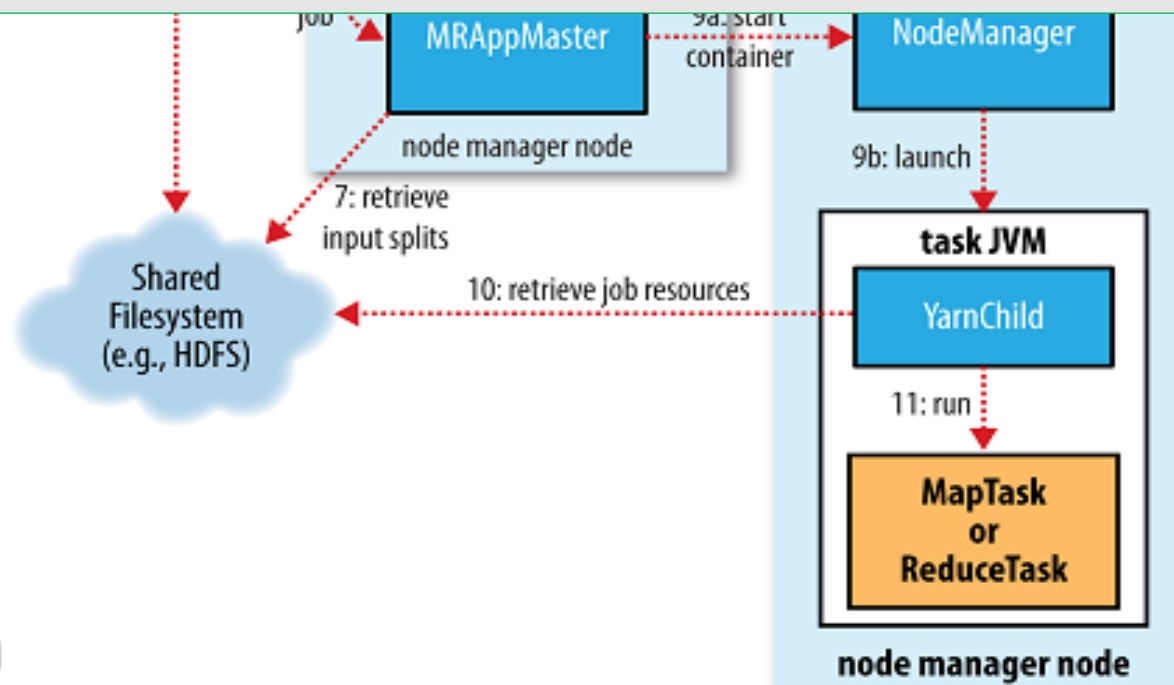 job
MRAppMaster
9a: start
container
NodeManager
node manager node
9b: launch
7: retrieve
input splits
task JVM
Shared
Filesystem
(e.g., HDFS)
10: retrieve job resources
YarnChild
11: run
MapTask
or
ReduceTask
node manager node